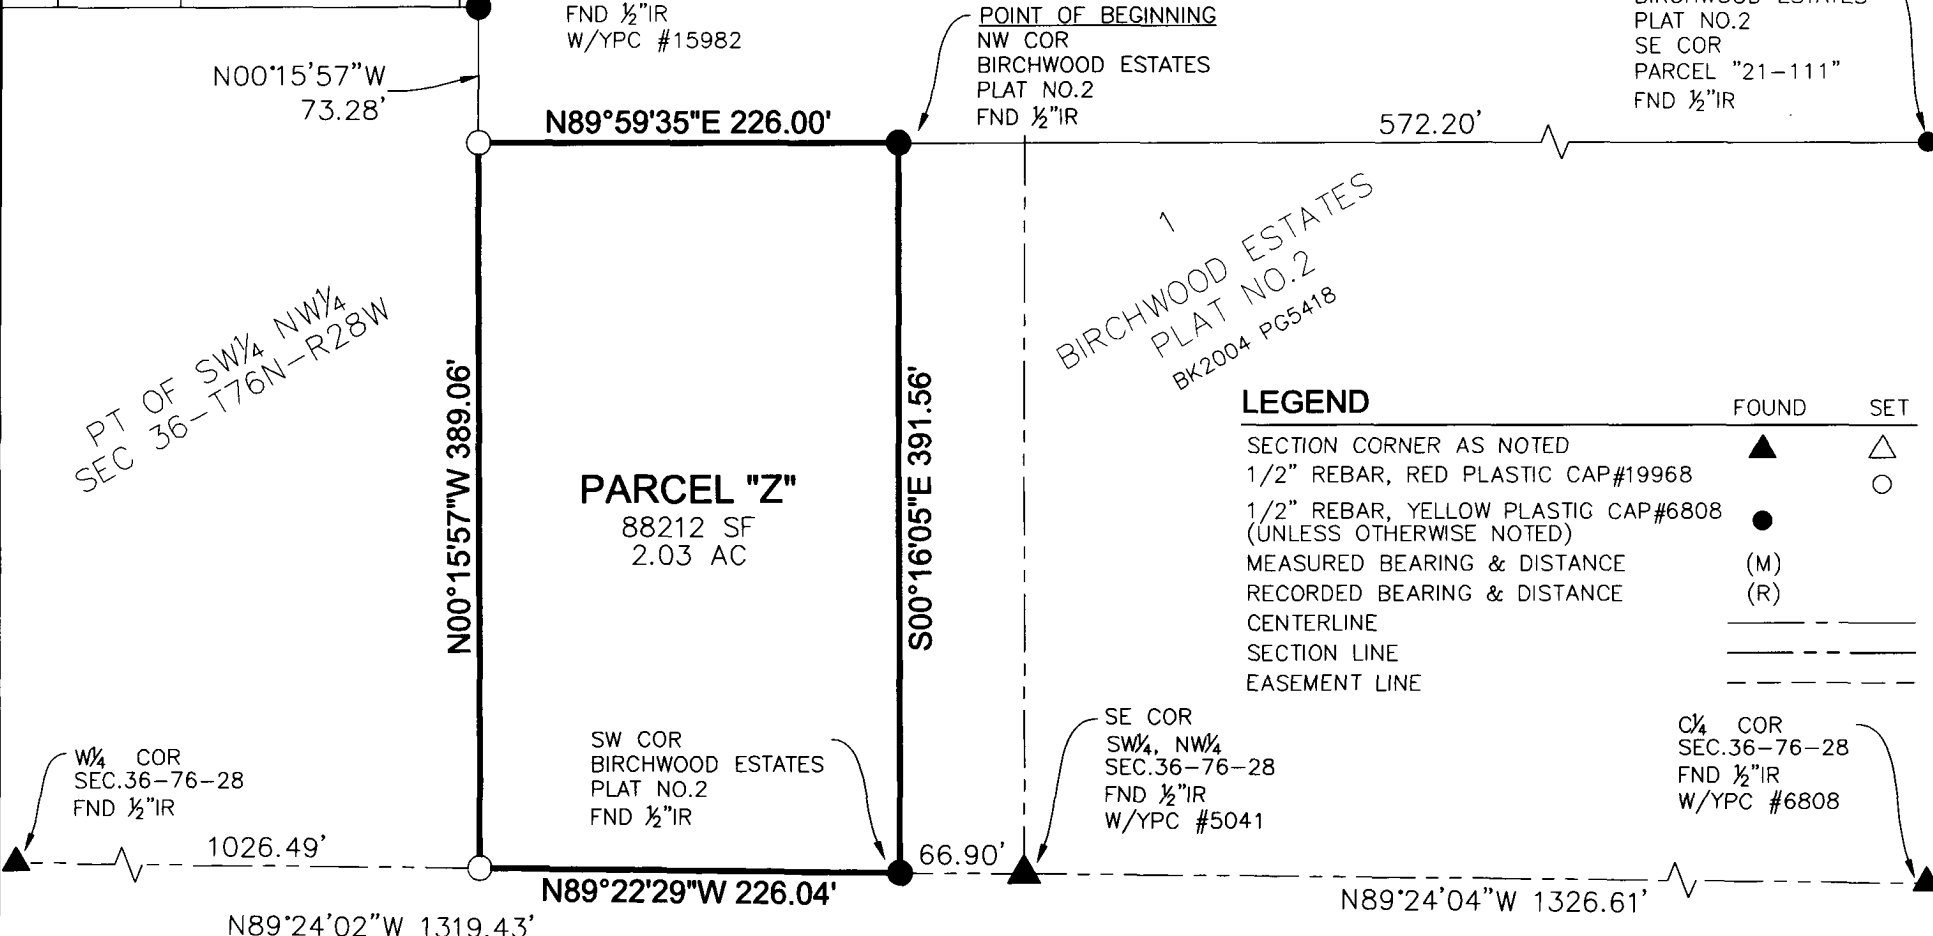 FND ½"IR
W/YPC #15982
POINT OF BEGINNING
NW COR
BIRCHWOOD ESTATES
PLAT NO.2
FND ½"IR
BIRCHWOOD ESTATES
PLAT NO.2
SE COR
PARCEL "21-111"
FND ½"IR
N00°15'57"W
73.28'
N89°59'35"E 226.00'
572.20'
1
BIRCHWOOD ESTATES
PLAT NO.2
BK2004 PG5418
PT OF SW¼ NW¼
SEC 36-T76N-R28W
N00°15'57"W 389.06'
S00°16'05"E 391.56'
PARCEL "Z"
88212 SF
2.03 AC
LEGEND FOUND SET
SECTION CORNER AS NOTED
1/2" REBAR, RED PLASTIC CAP#19968
1/2" REBAR, YELLOW PLASTIC CAP#6808
(UNLESS OTHERWISE NOTED)
MEASURED BEARING & DISTANCE (M)
RECORDED BEARING & DISTANCE (R)
CENTERLINE
SECTION LINE
EASEMENT LINE
W¼ COR
SEC.36-76-28
FND ½"IR
SW COR
BIRCHWOOD ESTATES
PLAT NO.2
FND ½"IR
SE COR
SW¼, NW¼
SEC.36-76-28
FND ½"IR
W/YPC #5041
C¼ COR
SEC.36-76-28
FND ½"IR
W/YPC #6808
1026.49'
66.90'
N89°22'29"W 226.04'
N89°24'04"W 1326.61'
N89°24'02"W 1319.43'